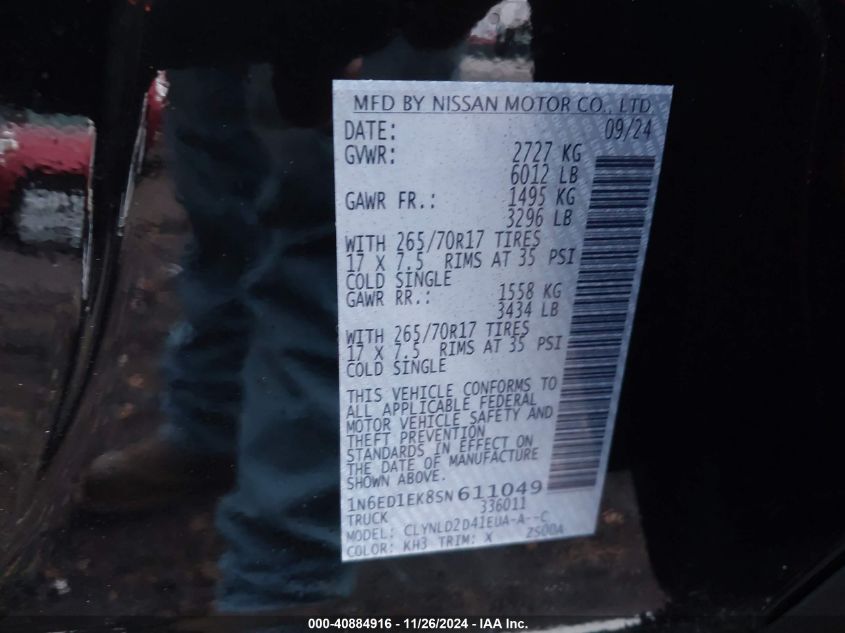 MFD BY NISSAN MOTOR CO., LTD.
DATE: 09/24
GVWR: 2727 KG
6012 LB
GAWR FR.: 1495 KG
3296 LB
WITH 265/70R17 TIRES
17 X 7.5 RIMS AT 35 PSI
COLD SINGLE
GAWR RR.: 1558 KG
3434 LB
WITH 265/70R17 TIRES
17 X 7.5 RIMS AT 35 PSI
COLD SINGLE
THIS VEHICLE CONFORMS TO
ALL APPLICABLE FEDERAL
MOTOR VEHICLE SAFETY AND
THEFT PREVENTION
STANDARDS IN EFFECT ON
THE DATE OF MANUFACTURE
SHOWN ABOVE.
1N6ED1EK8SN611049
TRUCK 336011
MODEL: CLYNLD2D41EUA-A--C
COLOR: KH3 TRIM: X 2S00A
000-40884916 - 11/26/2024 - IAA Inc.